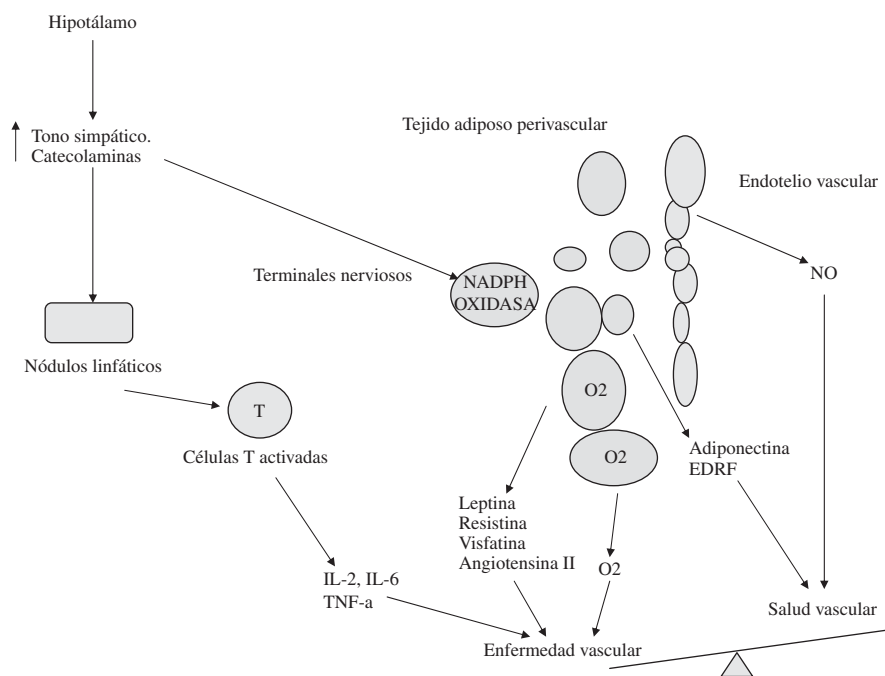 Hipotálamo
Tono simpático.
Catecolaminas
Tejido adiposo perivascular
Endotelio vascular
Terminales nerviosos
NADPH
OXIDASA
NO
Nódulos linfáticos
T
Células T activadas
O2
O2
Adiponectina
EDRF
Leptina
Resistina
Visfatina
Angiotensina II
O2
IL-2, IL-6
TNF-a
Salud vascular
Enfermedad vascular